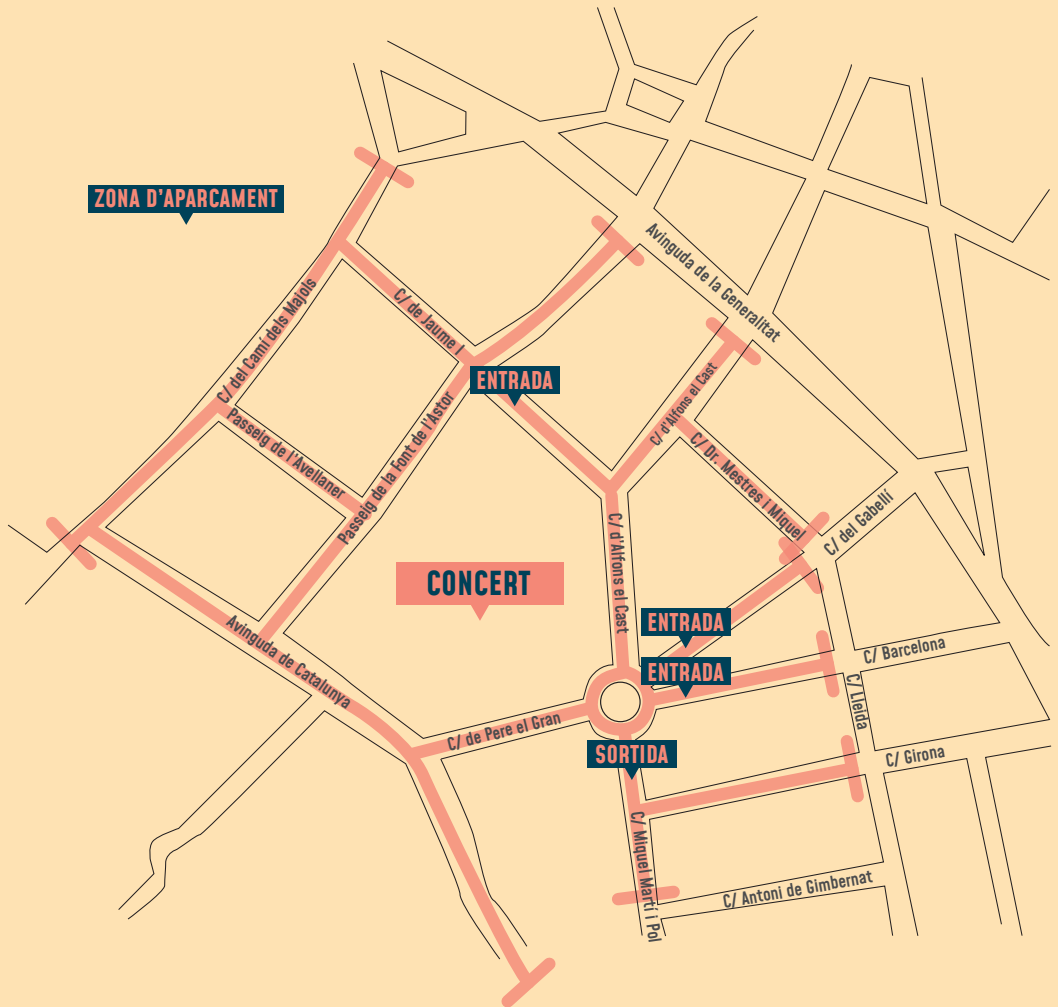 ZONA D'APARCAMENT
Avinguda de la Generalitat
C/ del Camí dels Majols
C/ de Jaume I
ENTRADA
C/ d'Alfons el Cast
Passeig de l'Avellaner
Passeig de la Font de l'Astor
C/ Dr. Mestres i Miquel
C/ del Gabellí
CONCERT
C/ d'Alfons el Cast
ENTRADA
ENTRADA
C/ Barcelona
Avinguda de Catalunya
C/ Lleida
C/ de Pere el Gran
SORTIDA
C/ Girona
C/ Miquel Martí i Pol
C/ Antoni de Gimbernat